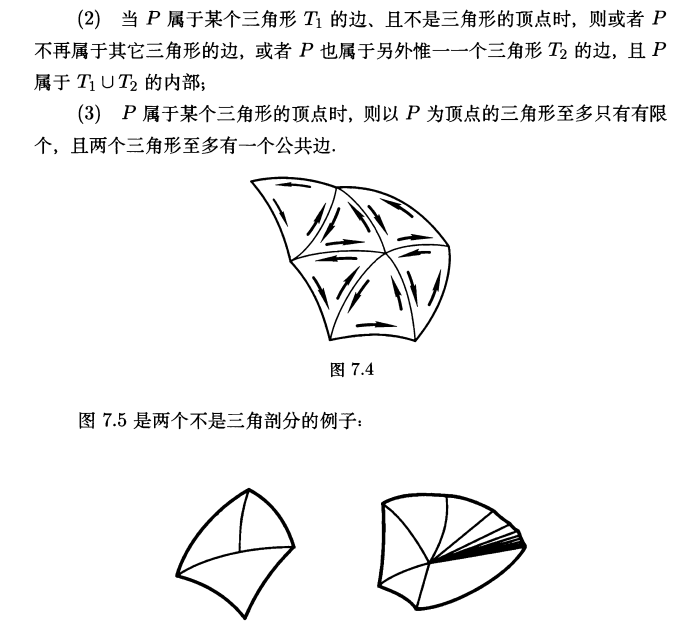 (2) 当 P 属于某个三角形 T₁ 的边、且不是三角形的顶点时, 则或者 P
不再属于其它三角形的边, 或者 P 也属于另外惟一一个三角形 T₂ 的边, 且 P
属于 T₁ ∪ T₂ 的内部;
(3) P 属于某个三角形的顶点时, 则以 P 为顶点的三角形至多只有有限
个, 且两个三角形至多有一个公共边.
图 7.4
图 7.5 是两个不是三角剖分的例子: